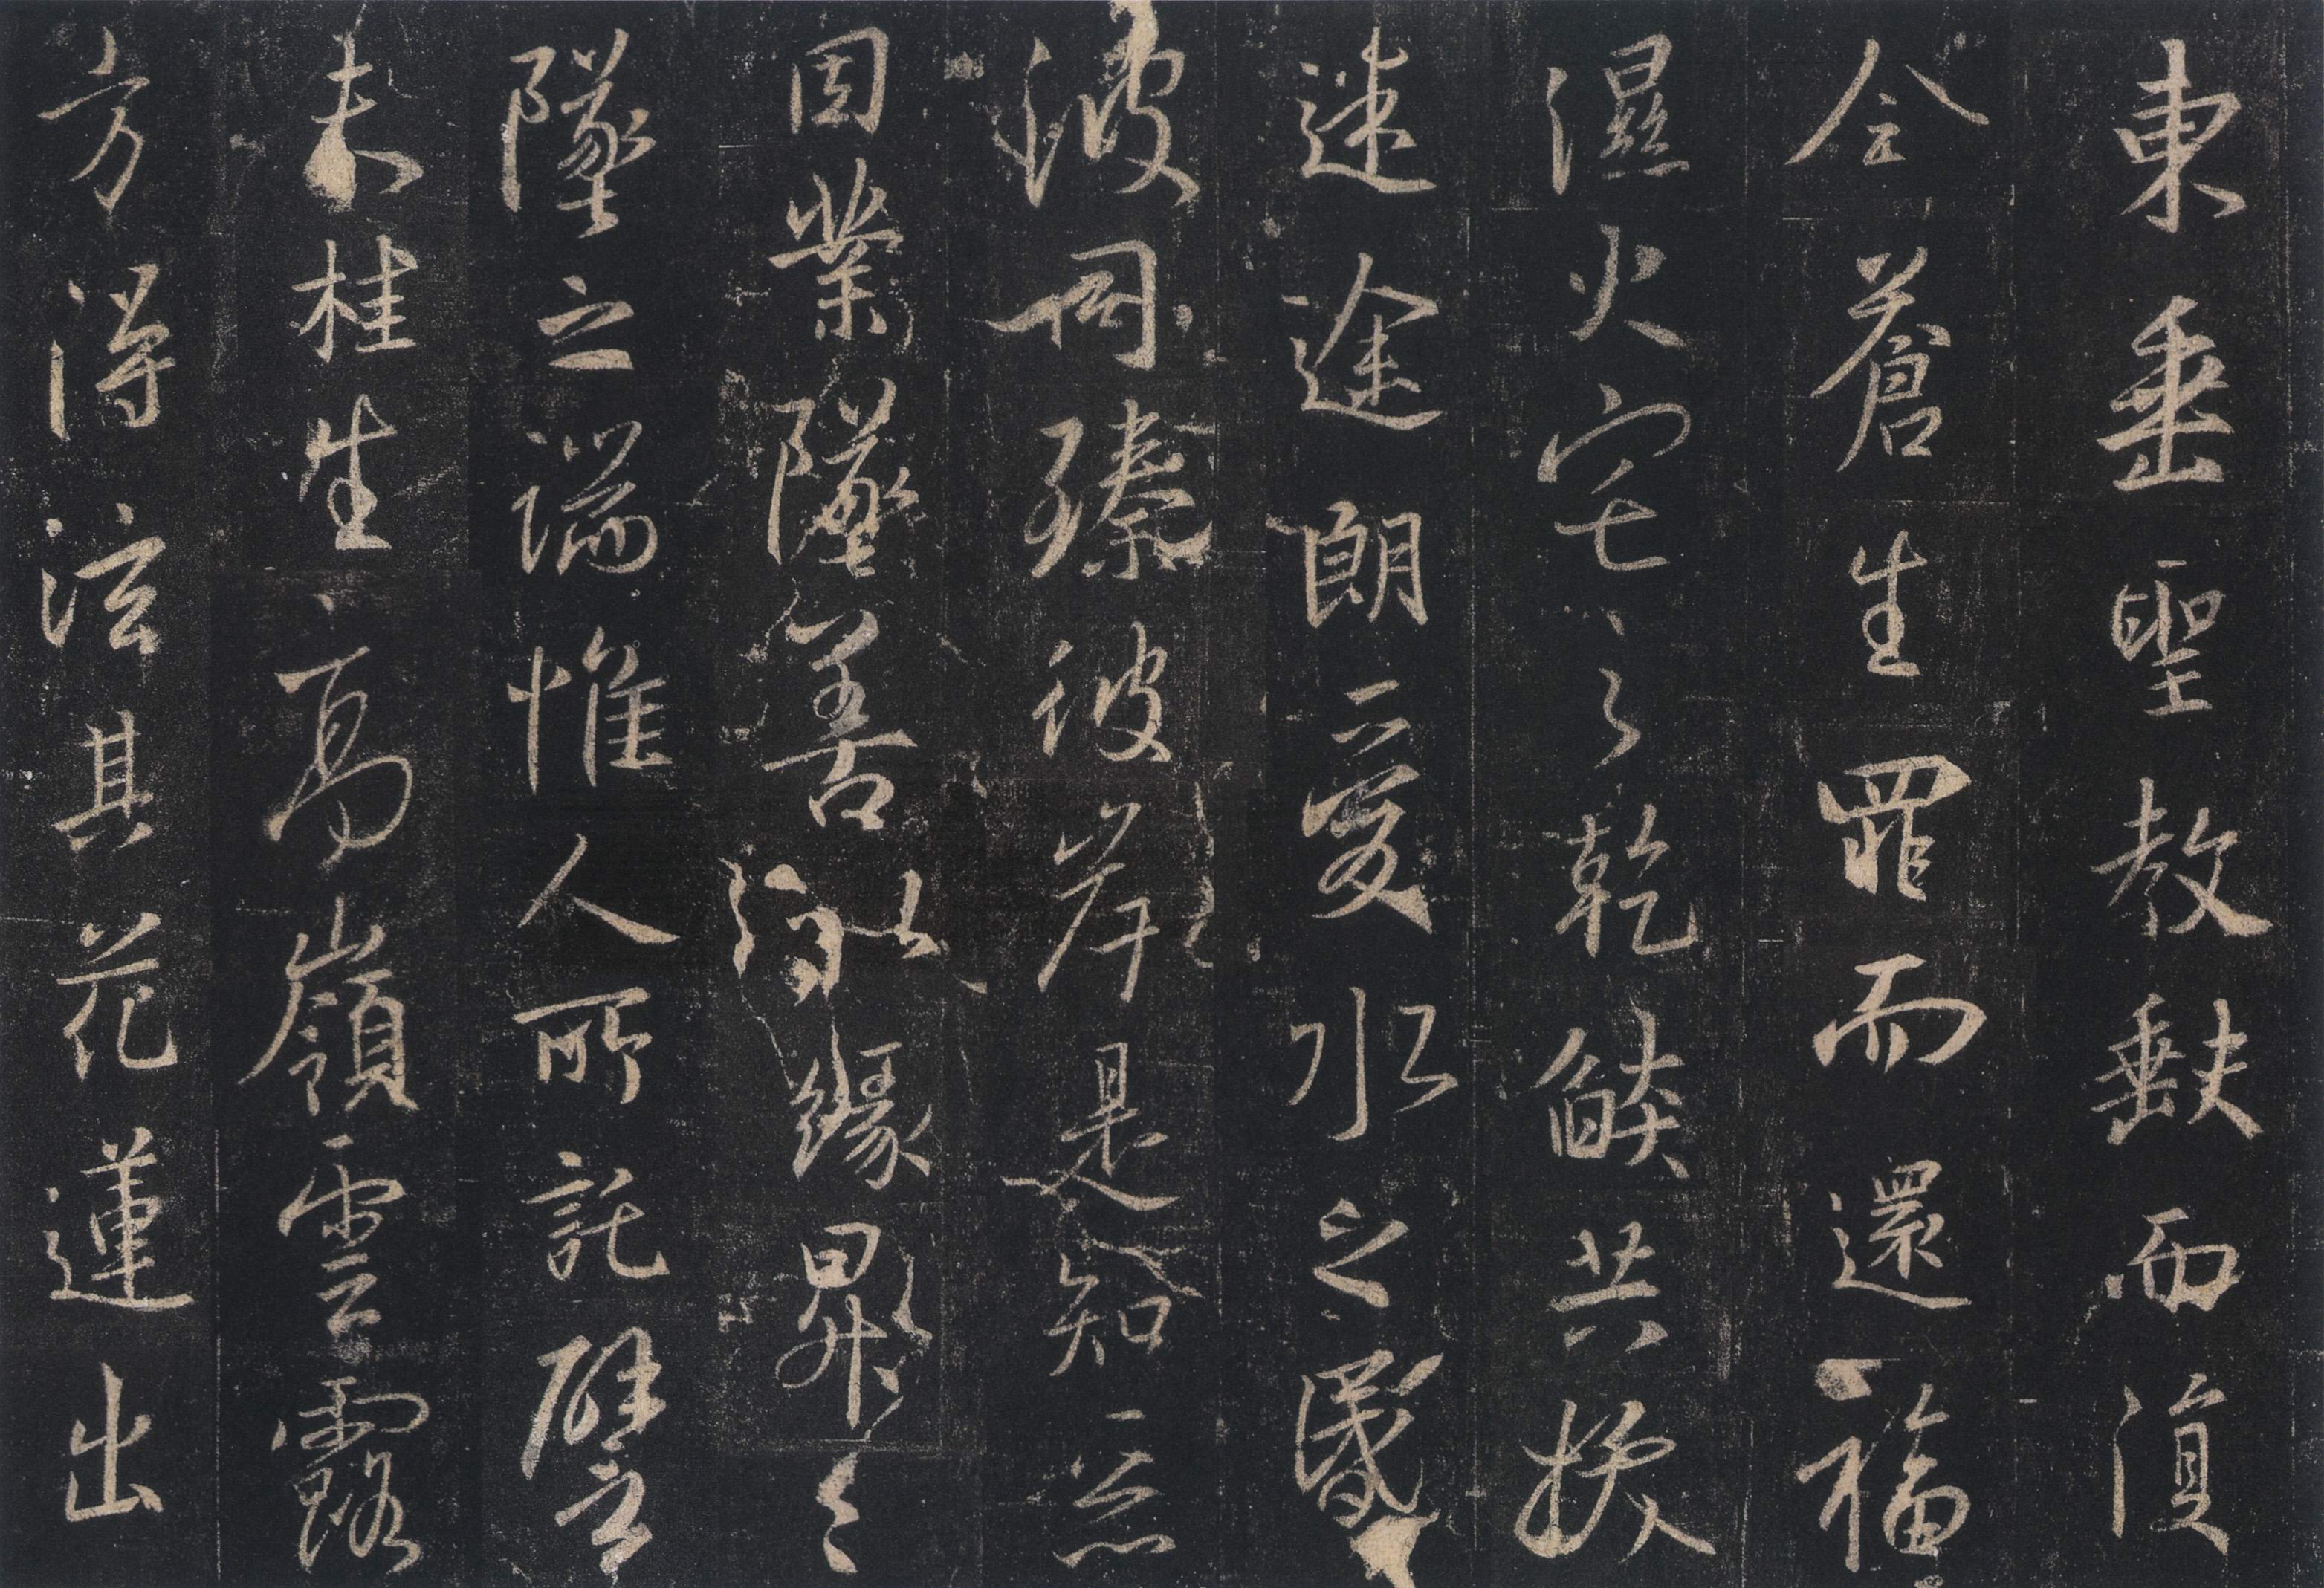 東垂聖教缺而復
全蒼生罪而還福
濕火宅之乾焰共拔
迷途朗愛水之昏
波同臻彼岸是知惡
因業墜善以緣昇々
墜之端惟人所託譬
夫桂生高嶺雲露
方得泫其花蓮出